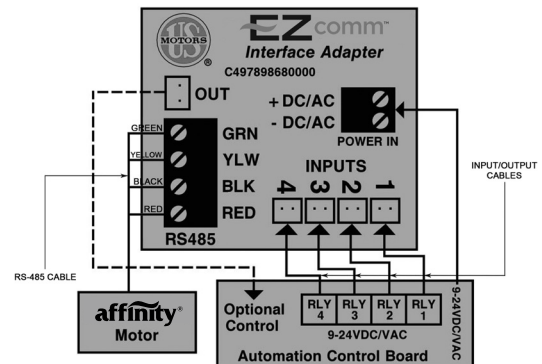 US
MOTORS
®
EZcomm™
Interface Adapter
C497898680000
OUT
+ DC/AC
- DC/AC
POWER IN
GREEN
GRN
YELLOW
YLW
BLACK
BLK
RED
RED
RS485
INPUTS
4 3 2 1
INPUT/OUTPUT
CABLES
RS-485 CABLE
affinity®
Motor
Optional
Control
RLY
4
RLY
3
RLY
2
RLY
1
9-24VDC/VAC
9-24VDC/VAC
Automation Control Board